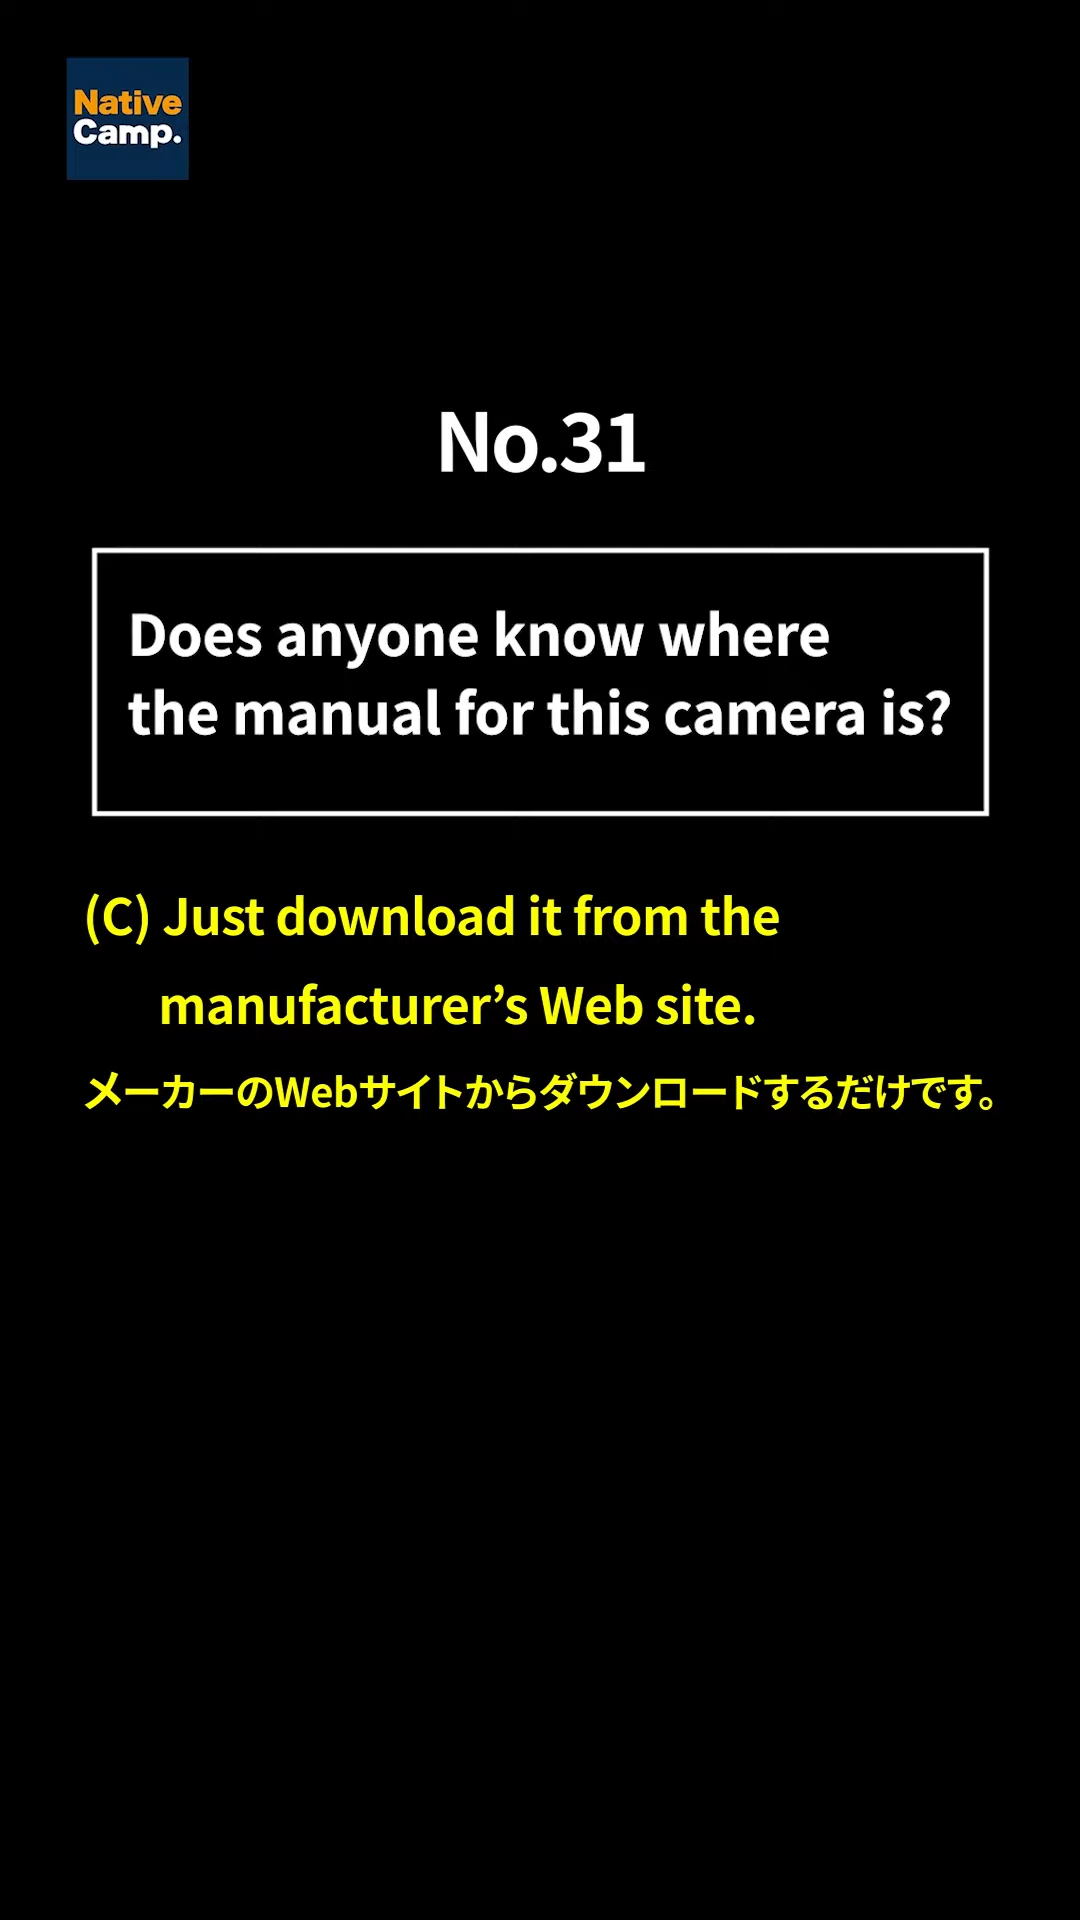 Native
Camp.
No.31
Does anyone know where
the manual for this camera is?
(C) Just download it from the
manufacturer’s Web site.
メーカーのWebサイトからダウンロードするだけです。